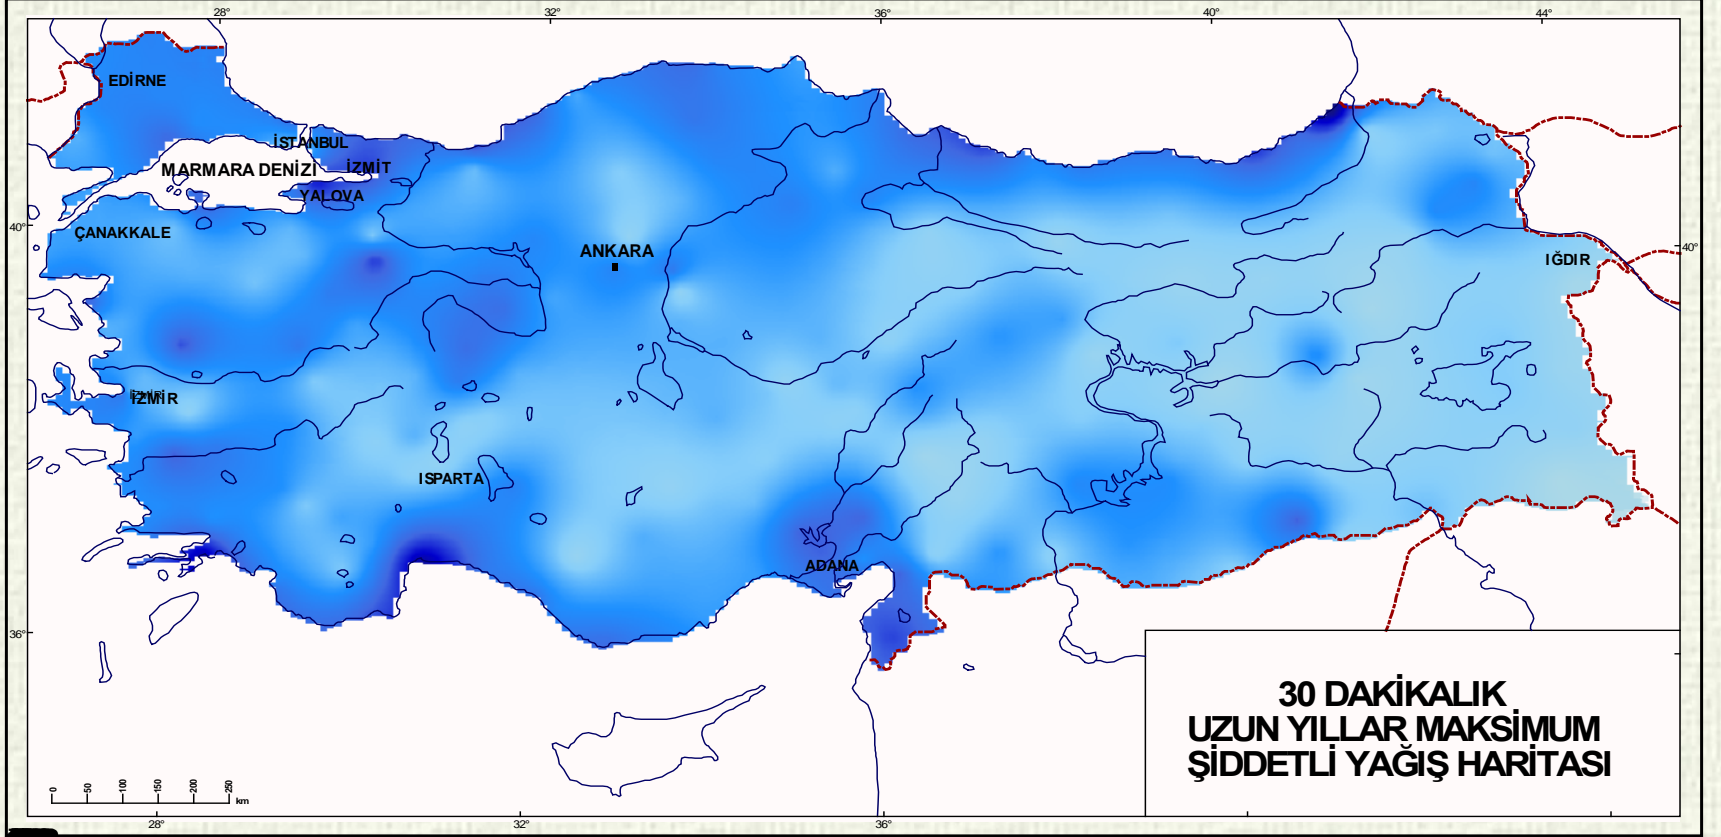 28° 32° 36° 40° 44°
EDİRNE
İSTANBUL
MARMARA DENİZİ İZMİT
YALOVA
40° ÇANAKKALE
ANKARA
40°
IĞDIR
İZMİR
ISPARTA
ADANA
36°
30 DAKİKALIK
UZUN YILLAR MAKSİMUM
ŞİDDETLİ YAĞIŞ HARİTASI
0 50 100 150 200 250
km
28° 32° 36°